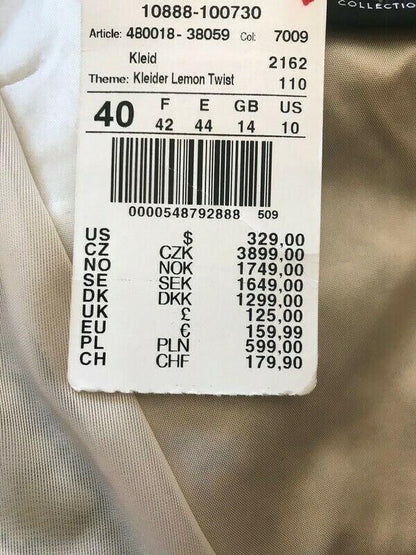 COLLECTION
10888-100730
Article: 480018- 38059 Col: 7009
Kleid 2162
Theme: Kleider Lemon Twist 110
40 F E GB US
42 44 14 10
0000548792888 509
US $ 329,00
CZ CZK 3899,00
NO NOK 1749,00
SE SEK 1649,00
DK DKK 1299,00
UK £ 125,00
EU € 159,99
PL PLN 599,00
CH CHF 179,90